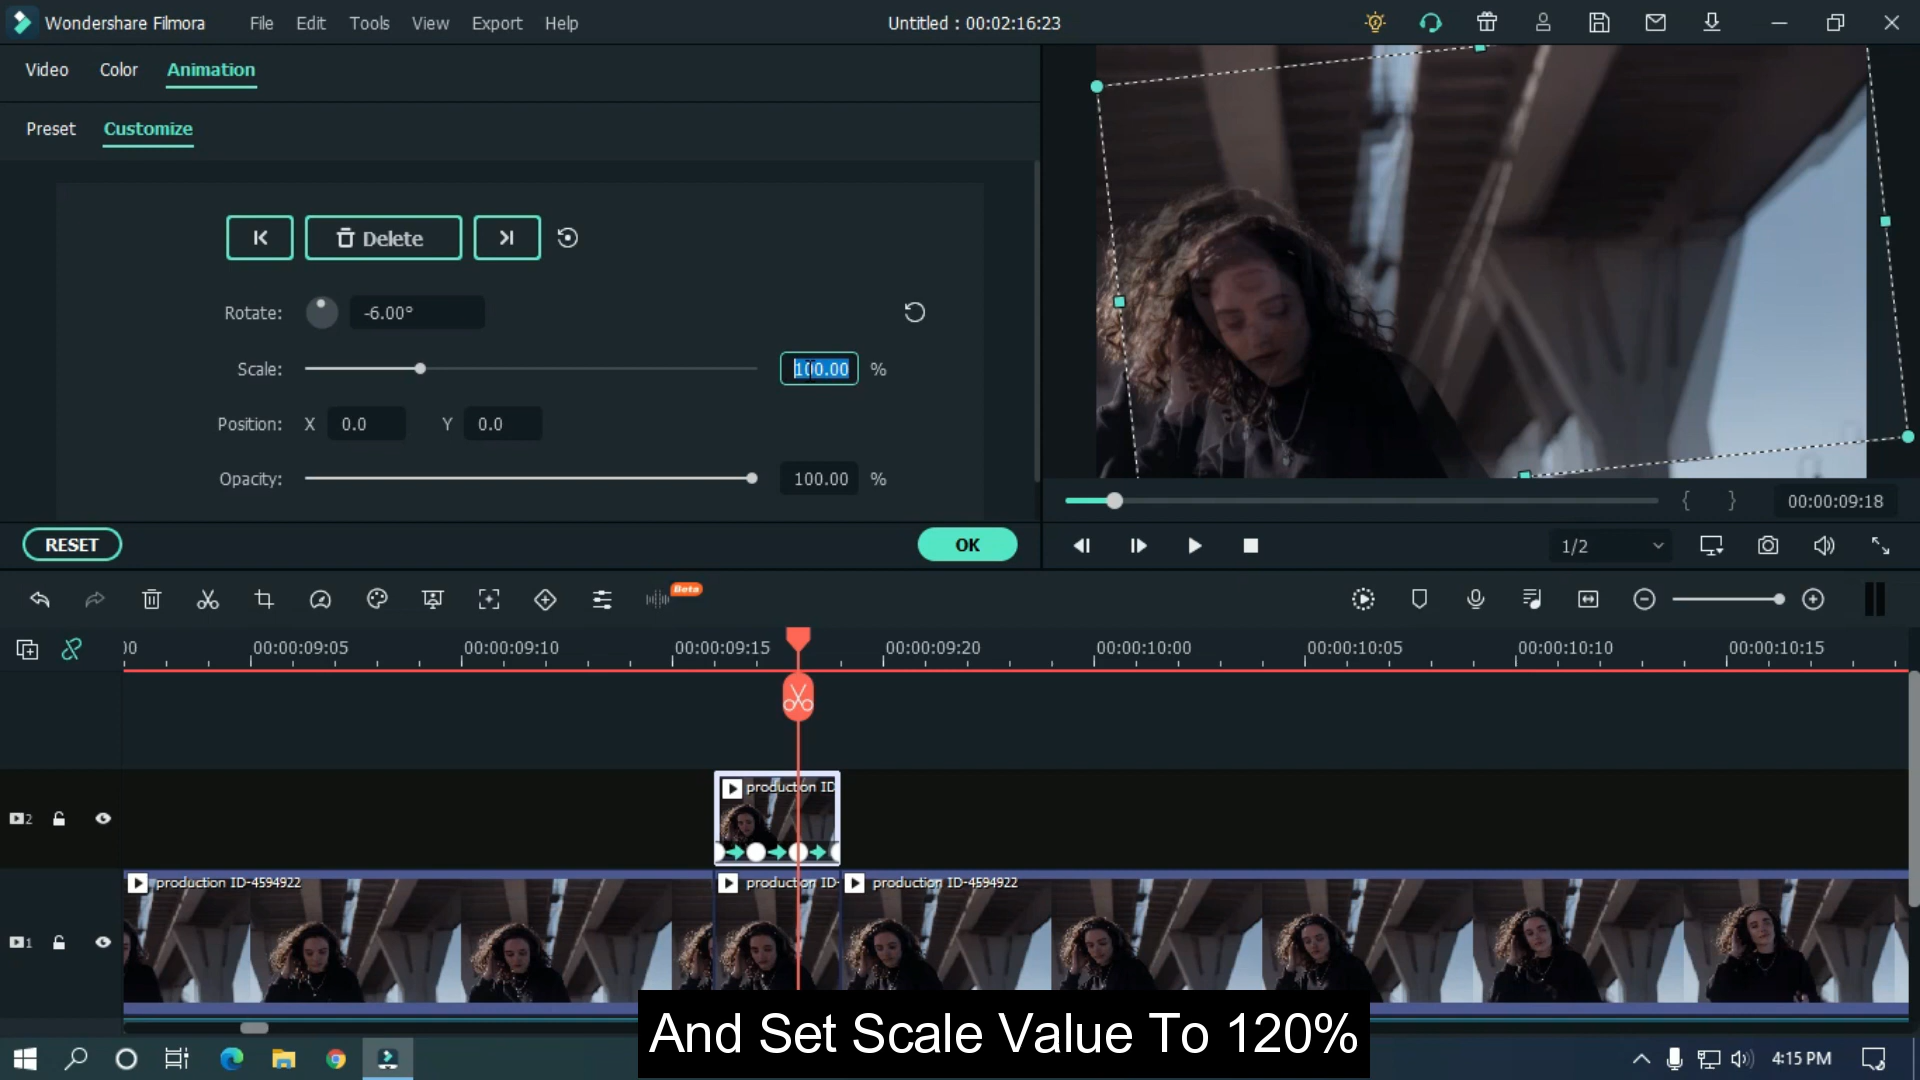 Wondershare Filmora File Edit Tools View Export Help Untitled : 00:02:16:23
Video Color Animation
Preset Customize
Delete
Rotate: -6.00°
Scale: 100.00 %
Position: X 0.0 Y 0.0
Opacity: 100.00 %
{ } 00:00:09:18
RESET OK
1/2
Beta
00 00:00:09:05 00:00:09:10 00:00:09:15 00:00:09:20 00:00:10:00 00:00:10:05 00:00:10:10 00:00:10:15
production ID
2
production ID-4594922 production ID- production ID-4594922
1
And Set Scale Value To 120%
4:15 PM